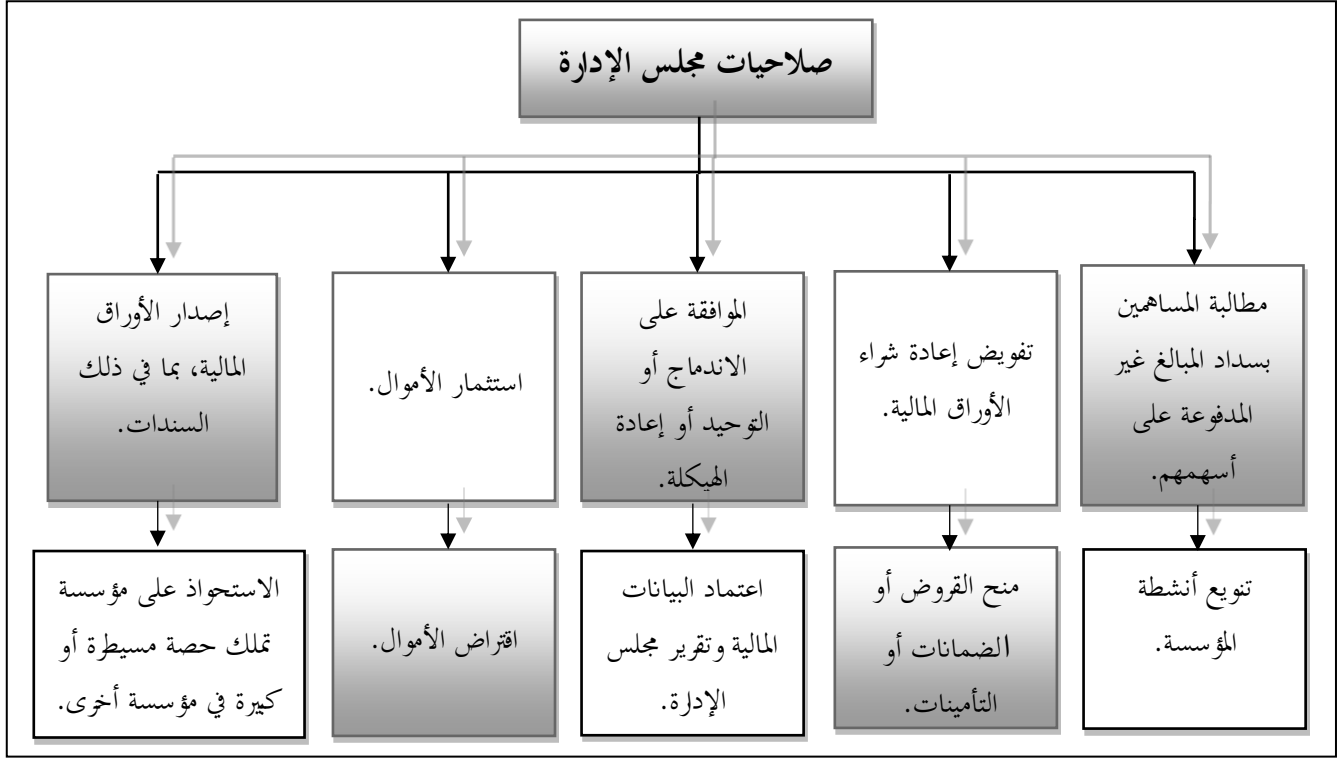 صلاحيات مجلس الإدارة
مطالبة المساهمين
بسداد المبالغ غير
المدفوعة على
أسهمهم.
تفويض إعادة شراء
الأوراق المالية.
الموافقة على
الاندماج أو
التوحيد أو إعادة
الهيكلة.
استثمار الأموال.
إصدار الأوراق
المالية، بما في ذلك
السندات.
تنويع أنشطة
المؤسسة.
منح القروض أو
الضمانات أو
التأمينات.
اعتماد البيانات
المالية وتقرير مجلس
الإدارة.
اقتراض الأموال.
الاستحواذ على مؤسسة
تملك حصة مسيطرة أو
كبيرة في مؤسسة أخرى.